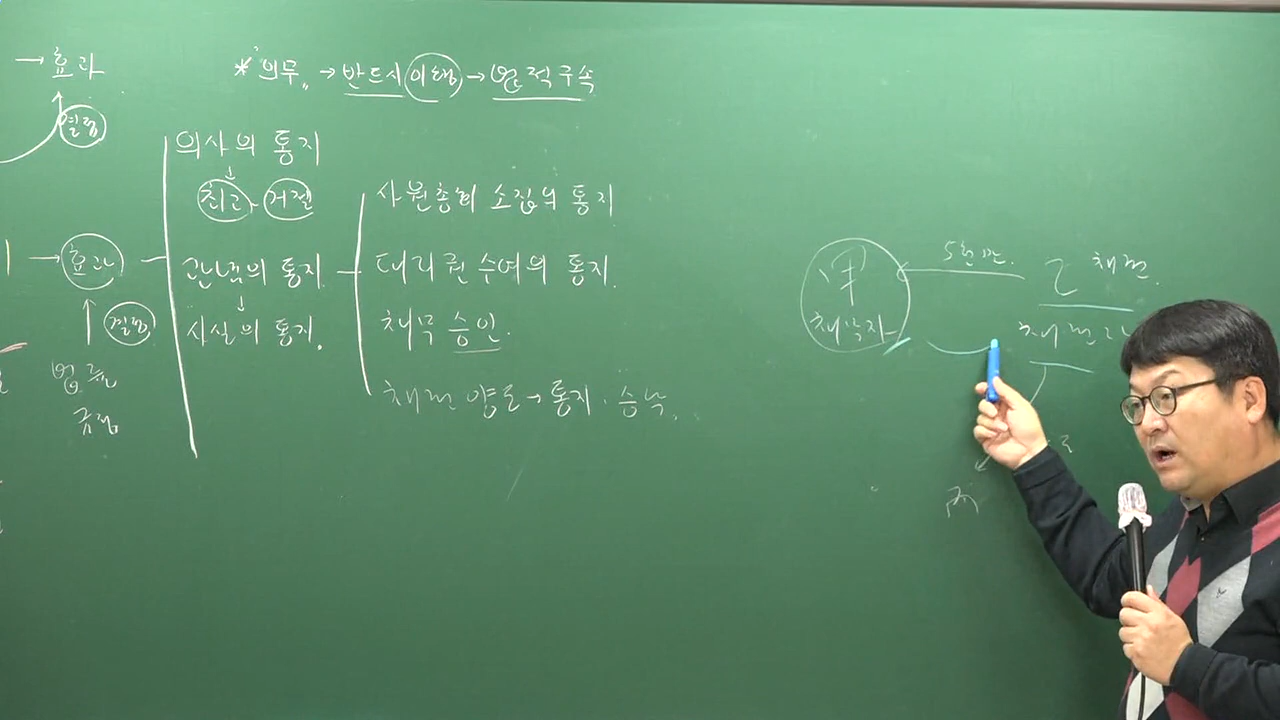 → 효과
* "의무" → 반드시 이행 → 법적 구속
결정
의사의 통지
↓
최고, 거절
사원총회 소집의 통지
→ 효과
관념의 통지
대리권 수여의 통지.
↓
사실의 통지.
채무 승인.
결정
법률
규정
채권 양도 → 통지. 승낙.
甲
5천만.
乙 채권.
채무자
채권자
丙